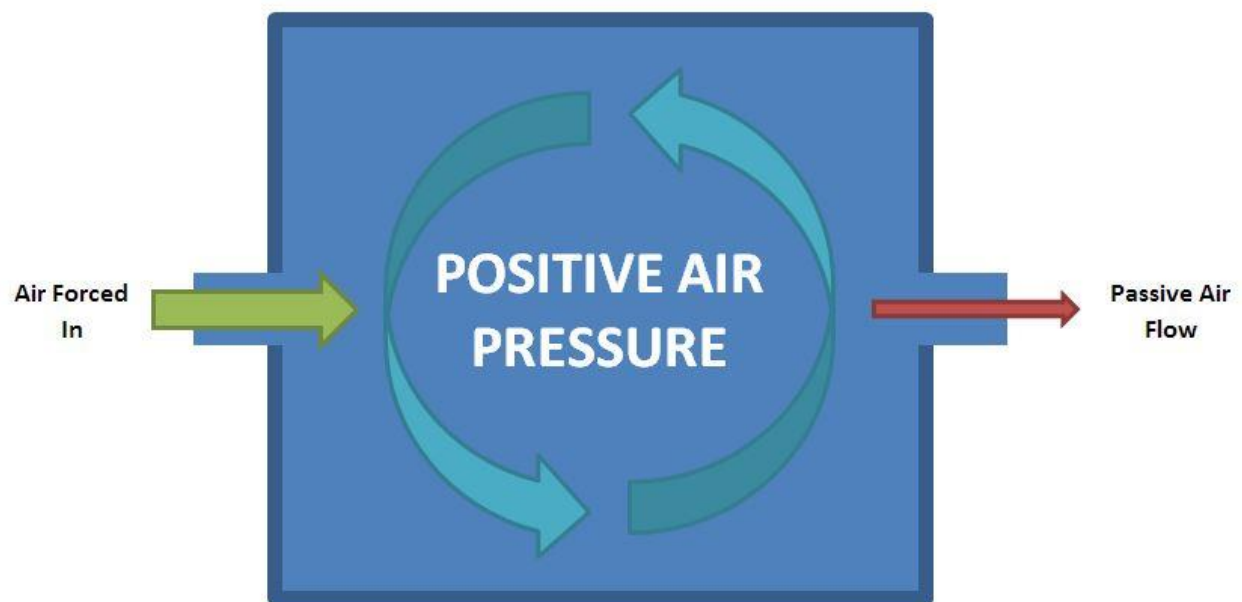 Air Forced
In
POSITIVE AIR
PRESSURE
Passive Air
Flow